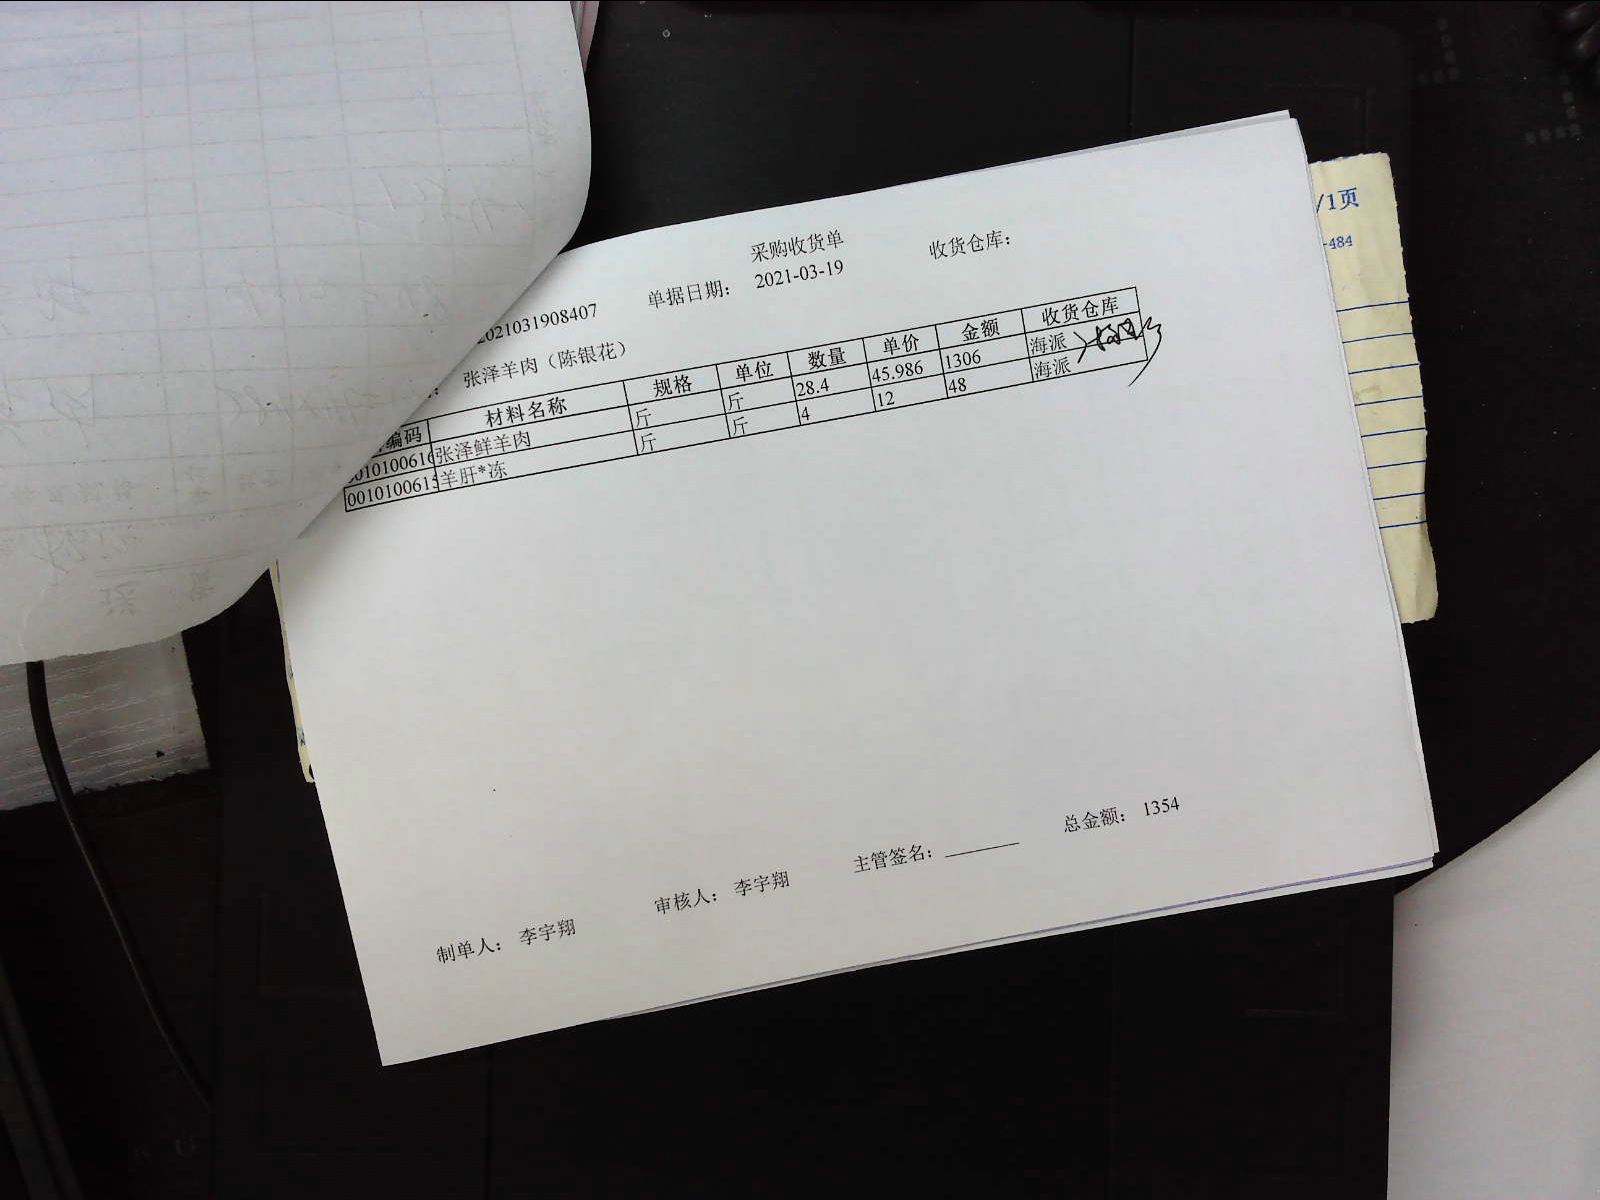 采购收货单
2021031908407 单据日期： 2021-03-19 收货仓库：
张泽羊肉（陈银花）
编码 材料名称 规格 单位 数量 单价 金额 收货仓库
张泽鲜羊肉 斤 斤 28.4 45.986 1306 海派
羊肝*冻 斤 斤 4 12 48 海派
制单人： 李宇翔 审核人： 李宇翔 主管签名： 总金额： 1354
/1页
-484